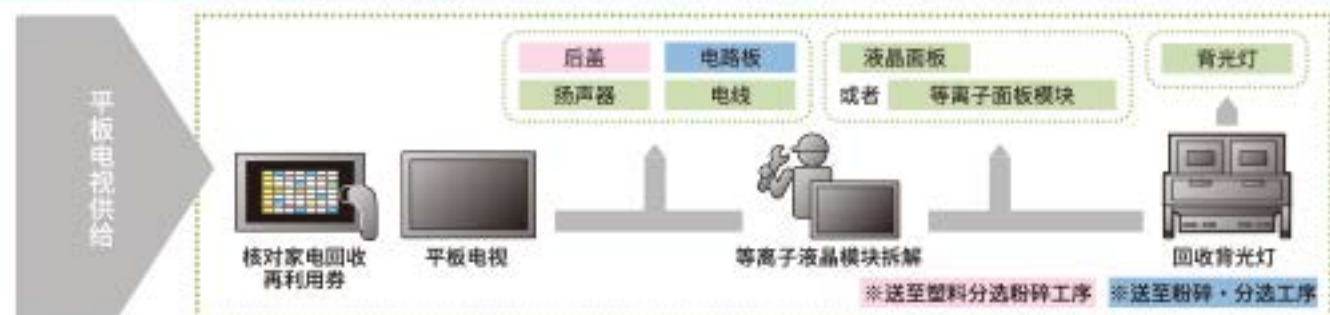 平板电视供给
后盖
电路板
扬声器
电线
液晶面板
或者 等离子面板模块
背光灯
核对家电回收
再利用券
平板电视
等离子液晶模块拆解
回收背光灯
※送至塑料分选粉碎工序
※送至粉碎・分选工序